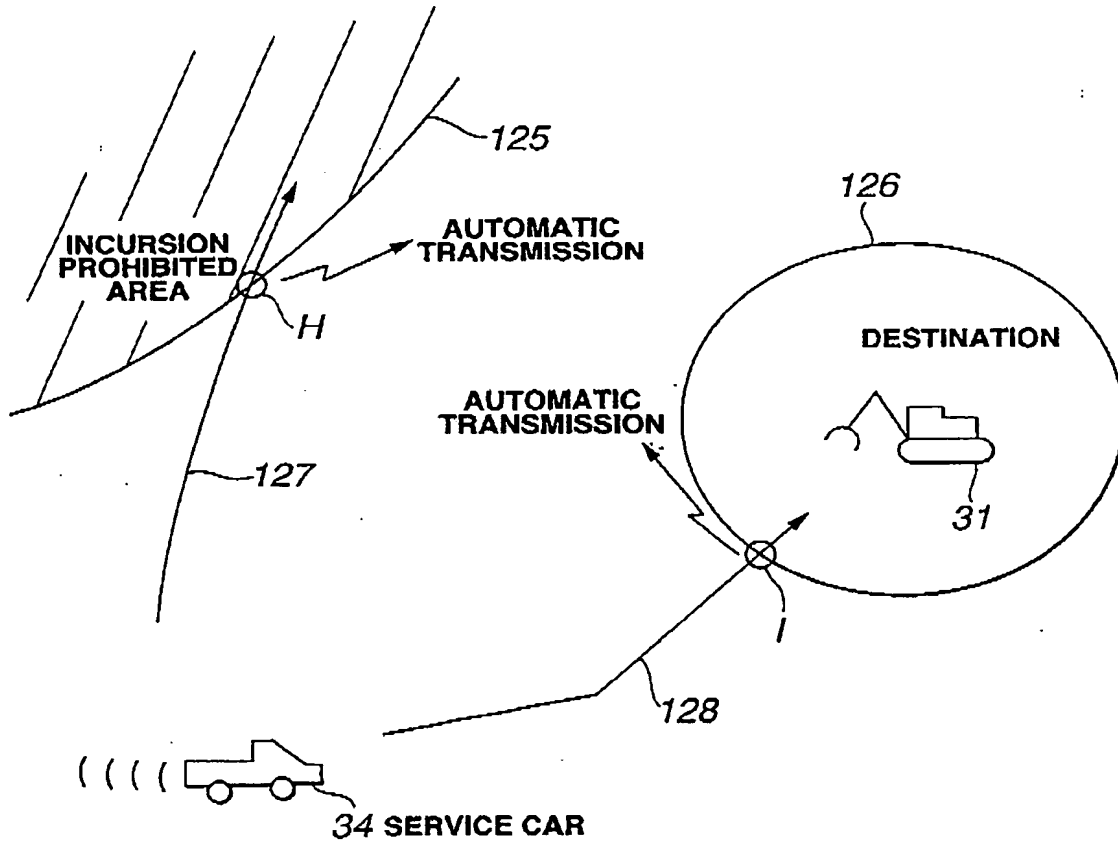 125
126
INCURSION
PROHIBITED
AREA
AUTOMATIC
TRANSMISSION
H
DESTINATION
AUTOMATIC
TRANSMISSION
127
31
I
128
34 SERVICE CAR